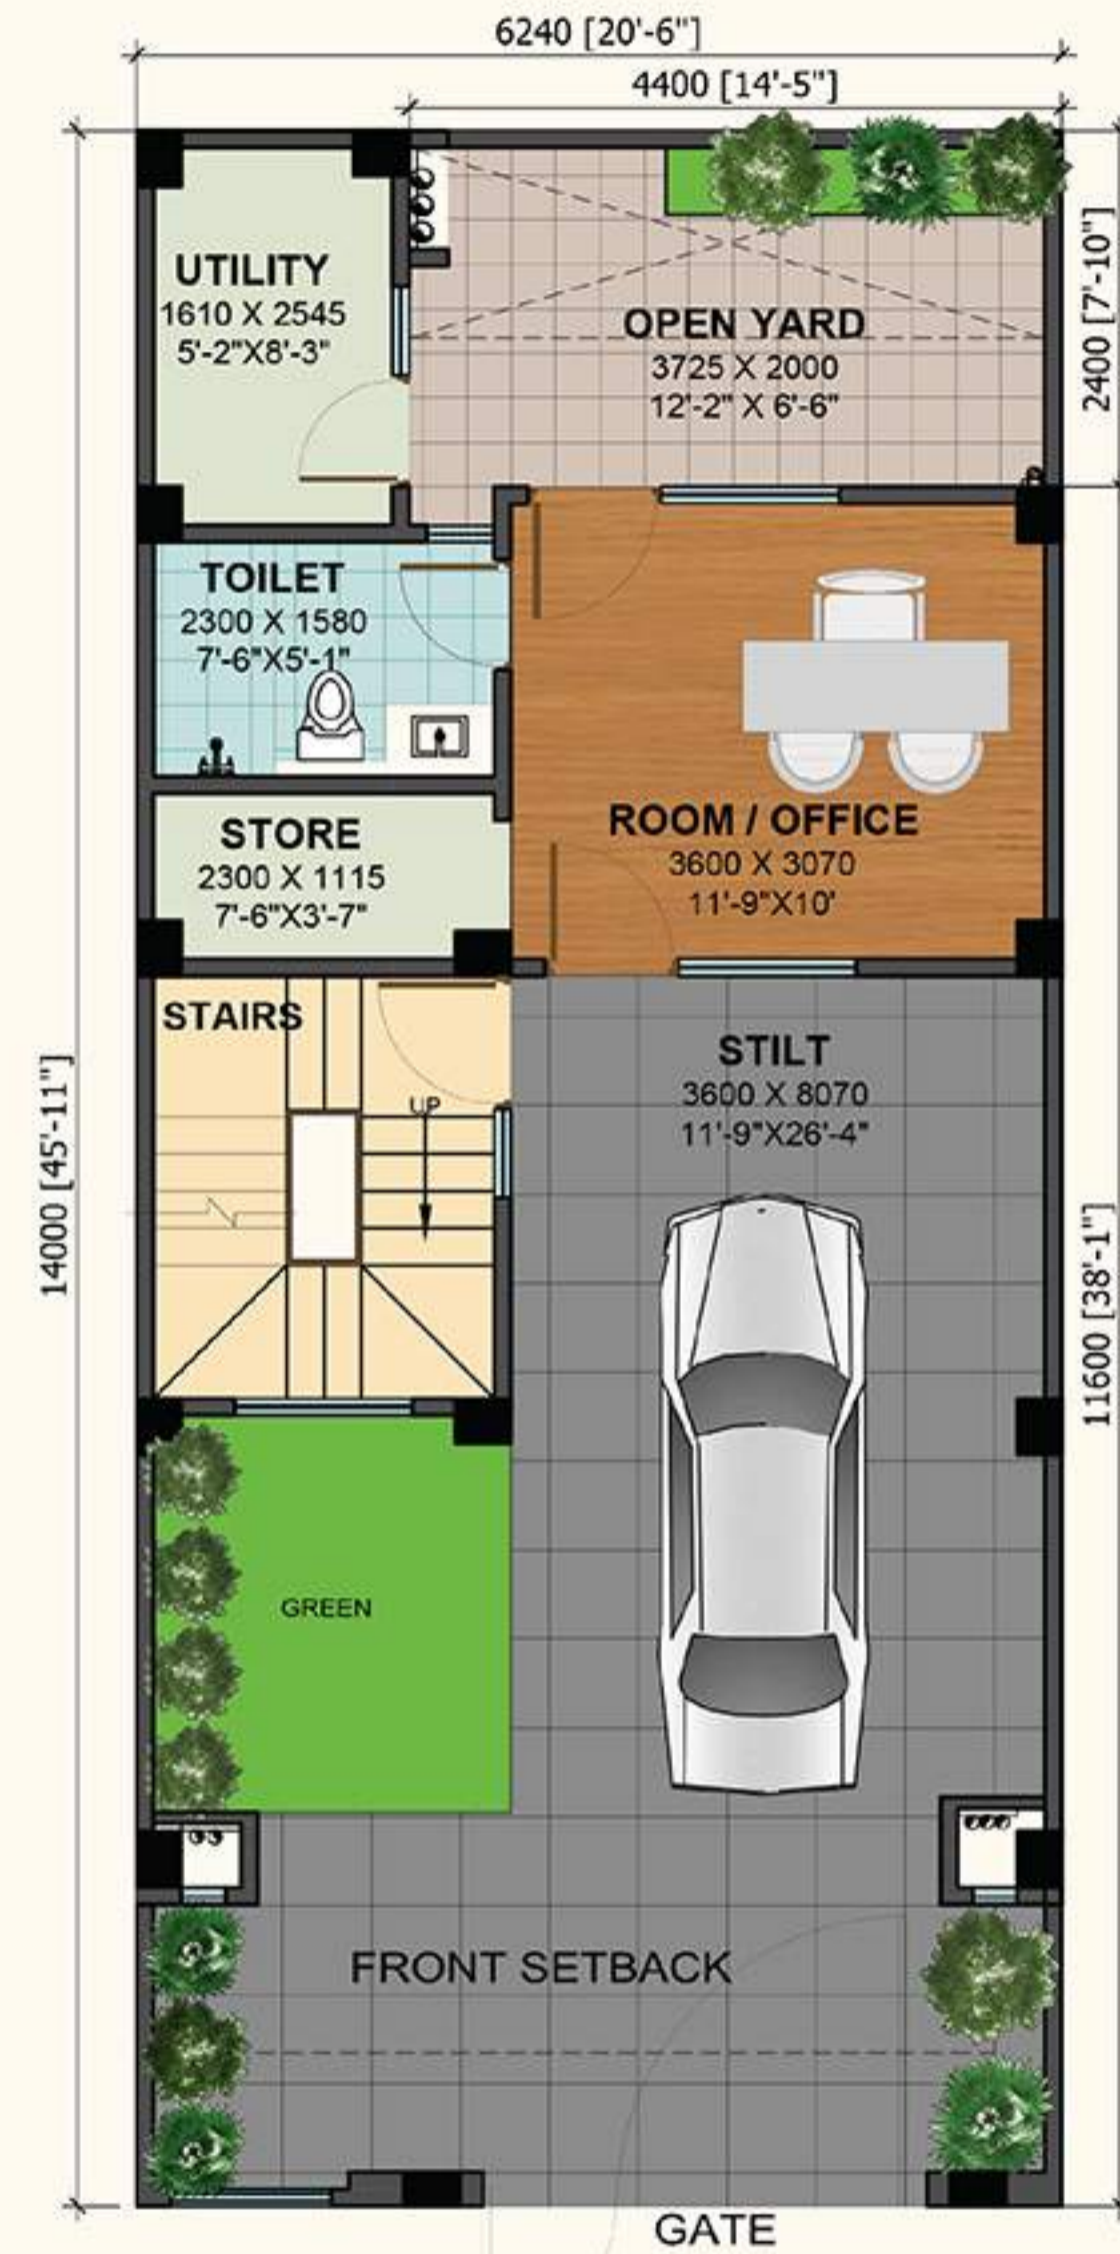 6240 [20'-6"]
4400 [14'-5"]
2400 [7'-10"]
UTILITY
1610 X 2545
5'-2"X8'-3"
OPEN YARD
3725 X 2000
12'-2" X 6'-6"
TOILET
2300 X 1580
7'-6"X5'-1"
STORE
2300 X 1115
7'-6"X3'-7"
ROOM / OFFICE
3600 X 3070
11'-9"X10'
STAIRS
UP
STILT
3600 X 8070
11'-9"X26'-4"
14000 [45'-11"]
11600 [38'-1"]
GREEN
FRONT SETBACK
GATE